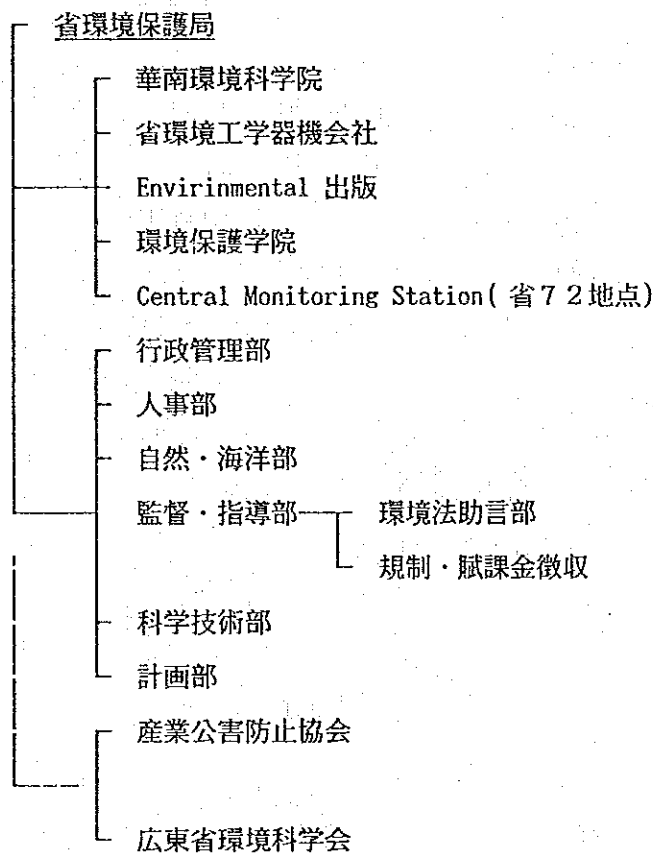 省環境保護局
華南環境科学院
省環境工学器機会社
Envirinmental 出版
環境保護学院
Central Monitoring Station( 省７２地点)
行政管理部
人事部
自然・海洋部
監督・指導部 環境法助言部
規制・賦課金徴収
科学技術部
計画部
産業公害防止協会
広東省環境科学会